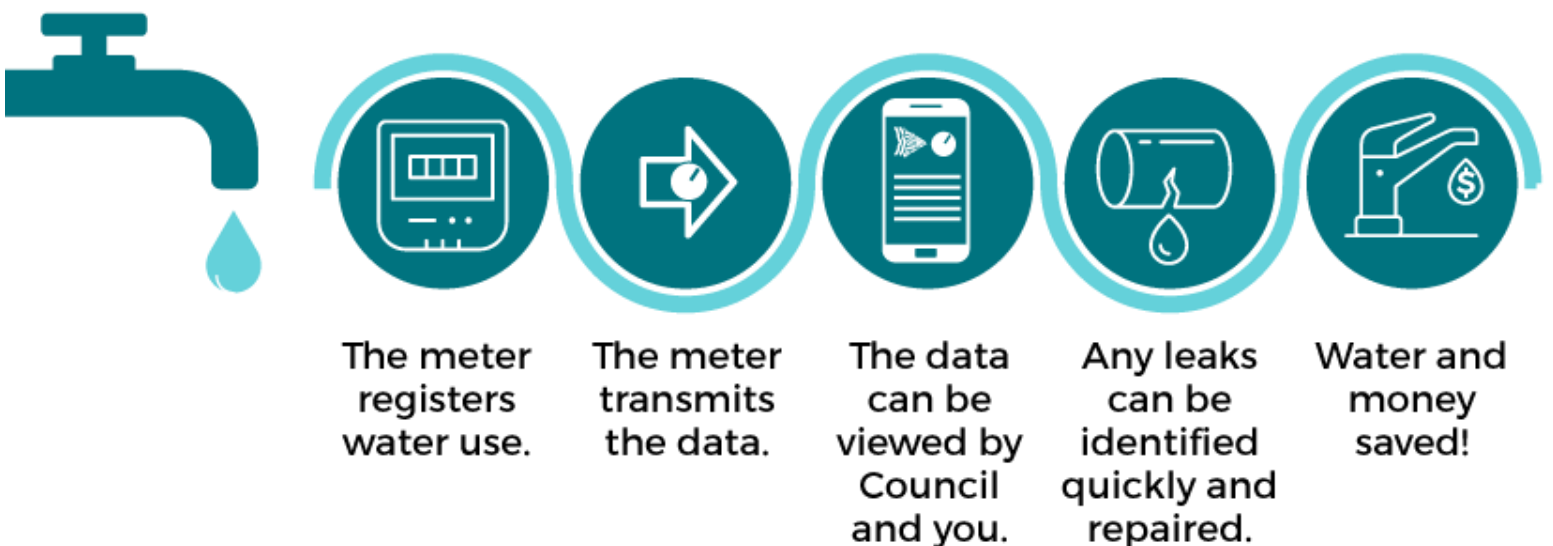 The meter
registers
water use.
The meter
transmits
the data.
The data
can be
viewed by
Council
and you.
Any leaks
can be
identified
quickly and
repaired.
$
Water and
money
saved!